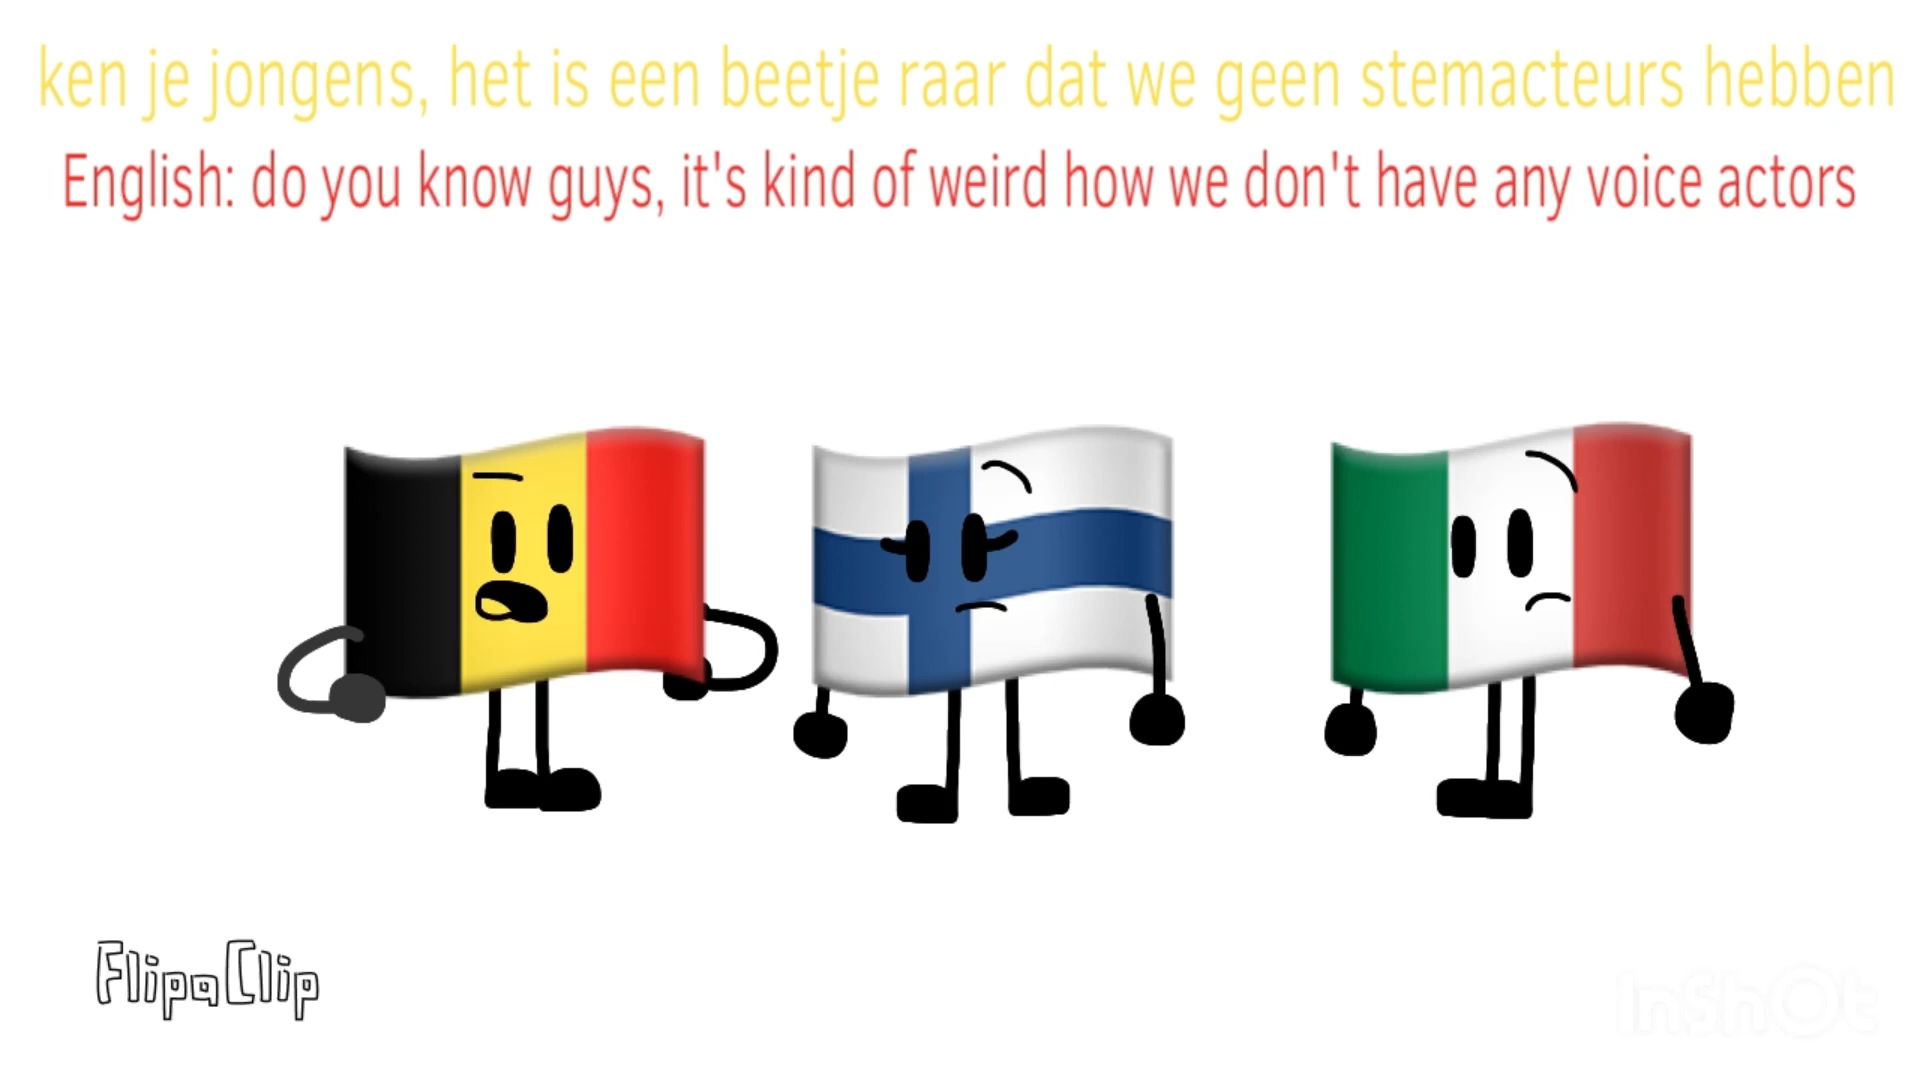 ken je jongens, het is een beetje raar dat we geen stemacteurs hebben
English: do you know guys, it's kind of weird how we don't have any voice actors
FlipaClip
InShOt